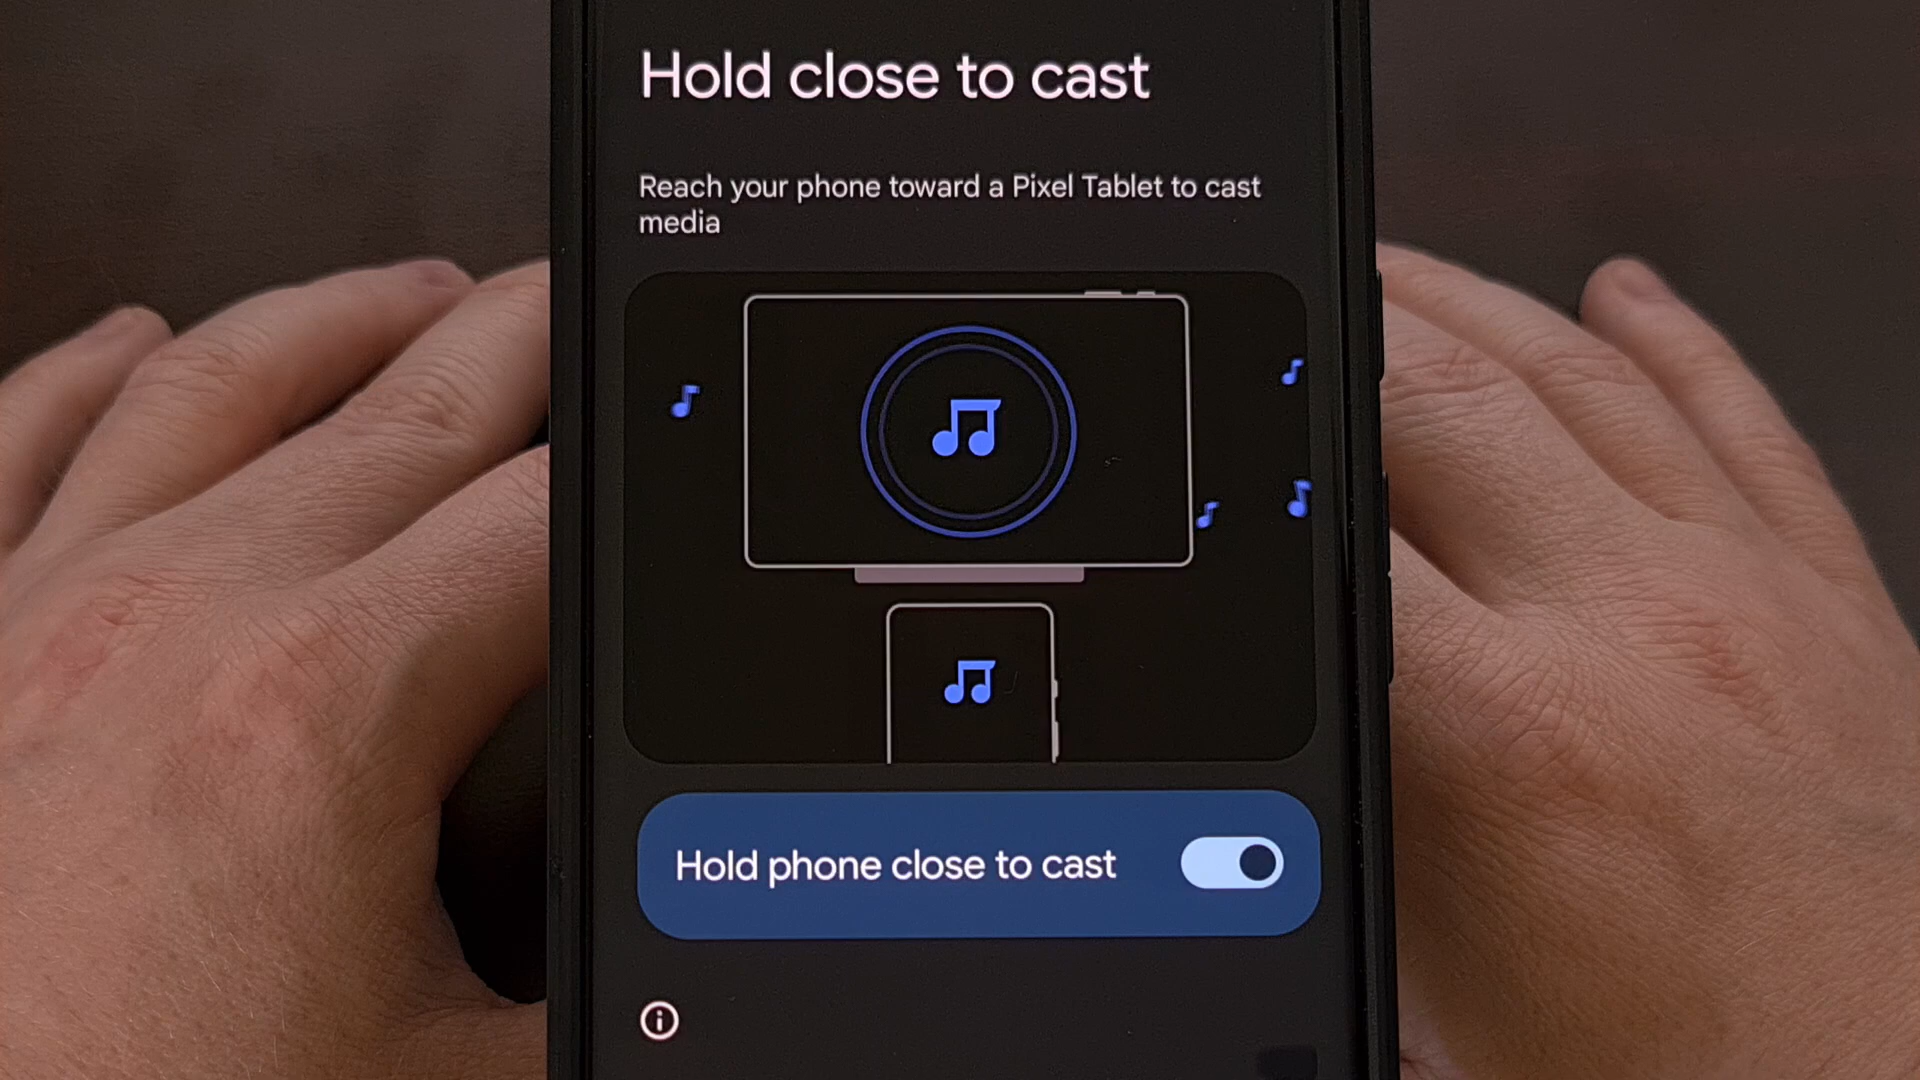 Hold close to cast
Reach your phone toward a Pixel Tablet to cast
media
Hold phone close to cast